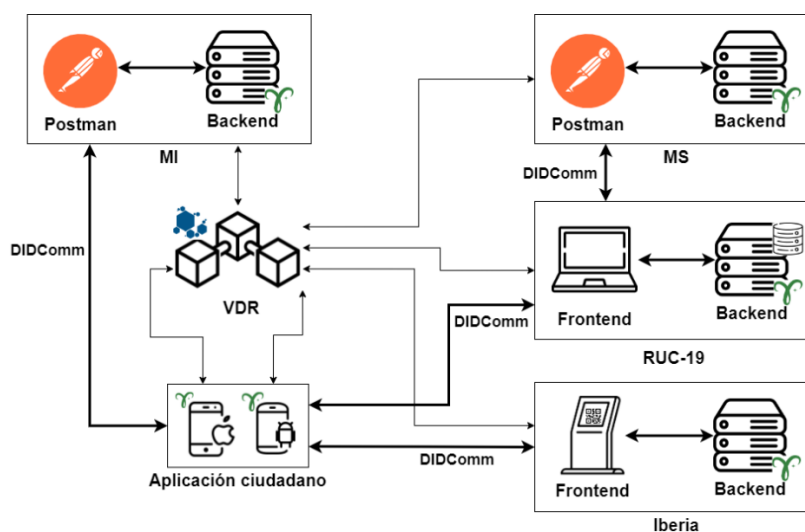 Postman
Backend
MI
Postman
Backend
MS
DIDComm
DIDComm
VDR
Frontend
Backend
DIDComm
RUC-19
Aplicación ciudadano
DIDComm
Frontend
Backend
Iberia